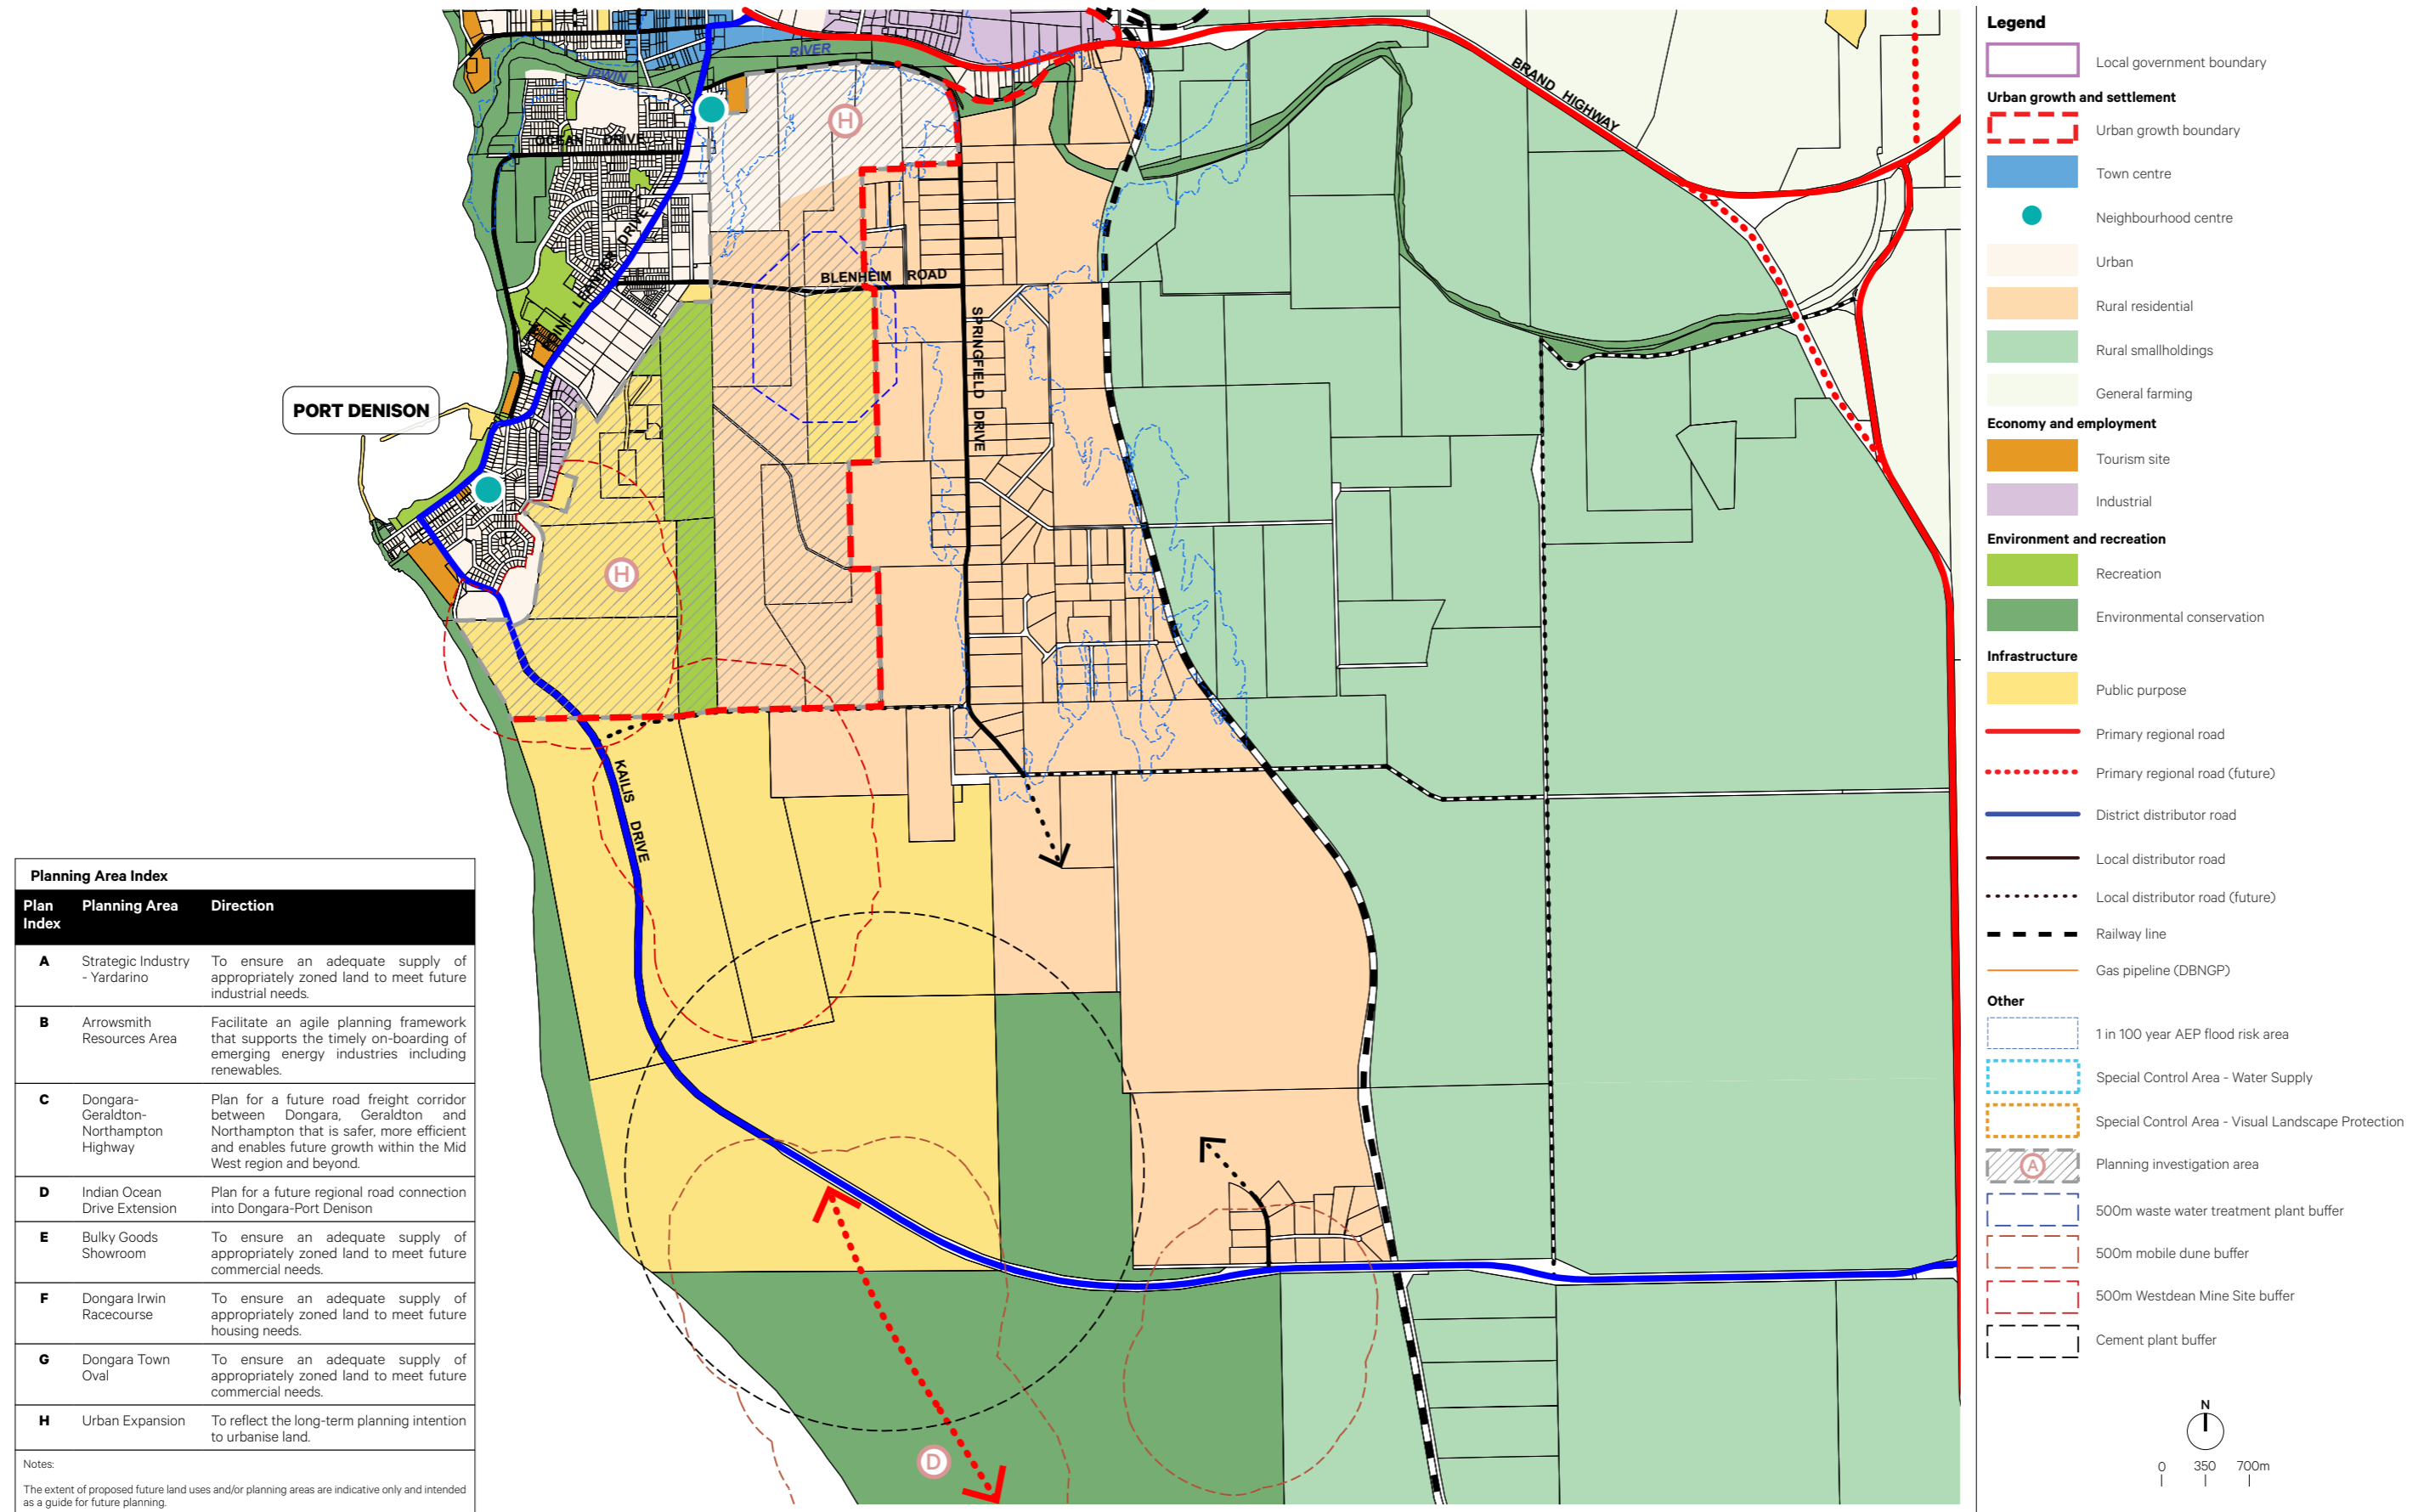 IRWIN
RIVER
BRAND HIGHWAY
H
OCEAN DRIVE
POINT LEANDER DRIVE
BLENHEIM ROAD
SPRINGFIELD DRIVE
PORT DENISON
H
KAILIS DRIVE
D
Planning Area Index
Plan Index Planning Area Direction
A Strategic Industry - Yardarino To ensure an adequate supply of appropriately zoned land to meet future industrial needs.
B Arrowsmith Resources Area Facilitate an agile planning framework that supports the timely on-boarding of emerging energy industries including renewables.
C Dongara-Geraldton-Northampton Highway Plan for a future road freight corridor between Dongara, Geraldton and Northampton that is safer, more efficient and enables future growth within the Mid West region and beyond.
D Indian Ocean Drive Extension Plan for a future regional road connection into Dongara-Port Denison
E Bulky Goods Showroom To ensure an adequate supply of appropriately zoned land to meet future commercial needs.
F Dongara Irwin Racecourse To ensure an adequate supply of appropriately zoned land to meet future housing needs.
G Dongara Town Oval To ensure an adequate supply of appropriately zoned land to meet future commercial needs.
H Urban Expansion To reflect the long-term planning intention to urbanise land.
Notes:
The extent of proposed future land uses and/or planning areas are indicative only and intended as a guide for future planning.
Legend
Local government boundary
Urban growth and settlement
Urban growth boundary
Town centre
Neighbourhood centre
Urban
Rural residential
Rural smallholdings
General farming
Economy and employment
Tourism site
Industrial
Environment and recreation
Recreation
Environmental conservation
Infrastructure
Public purpose
Primary regional road
Primary regional road (future)
District distributor road
Local distributor road
Local distributor road (future)
Railway line
Gas pipeline (DBNGP)
Other
1 in 100 year AEP flood risk area
Special Control Area - Water Supply
Special Control Area - Visual Landscape Protection
A
Planning investigation area
500m waste water treatment plant buffer
500m mobile dune buffer
500m Westdean Mine Site buffer
Cement plant buffer
N
0 350 700m